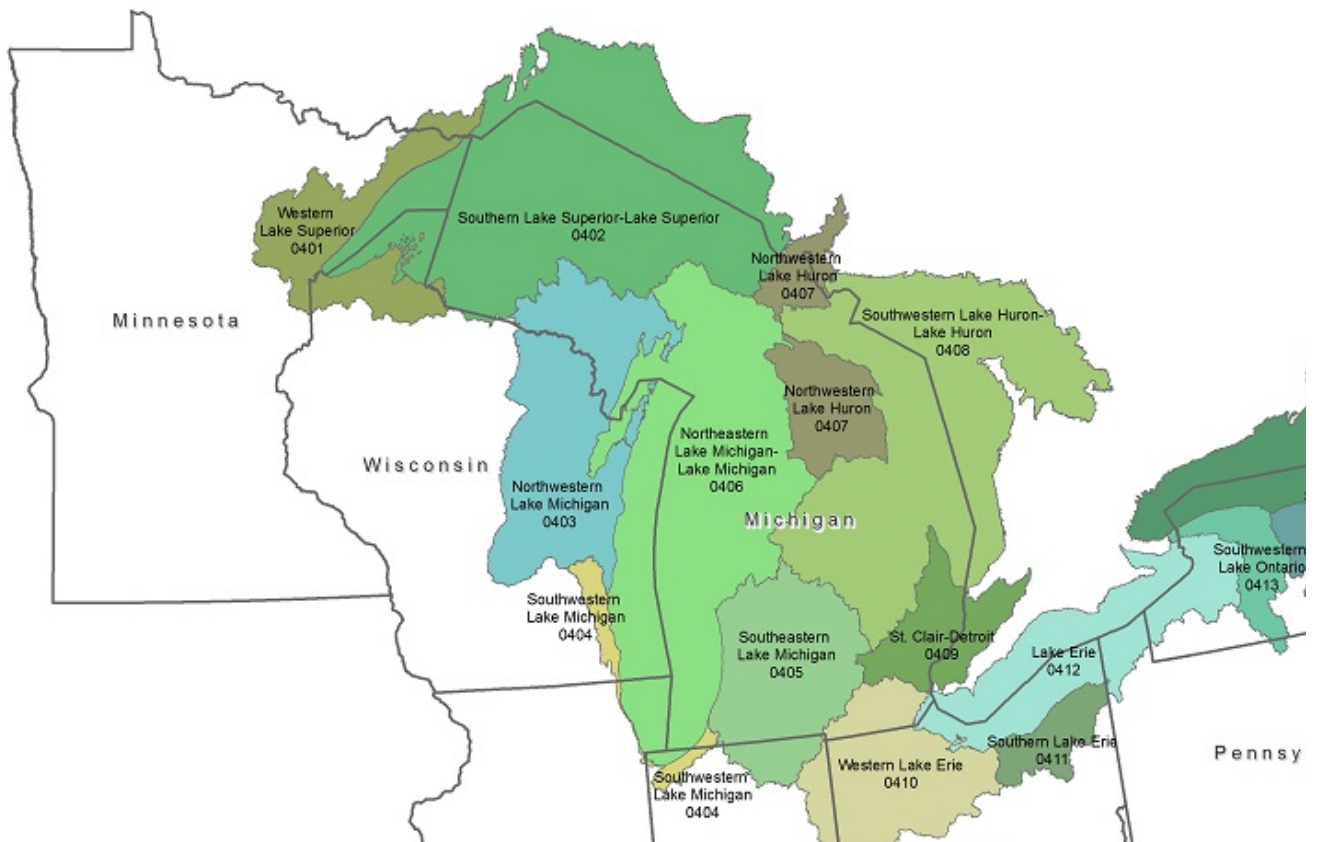 Western
Lake Superior
0401
Southern Lake Superior-Lake Superior
0402
Northwestern
Lake Huron
0407
Minnesota
Southwestern Lake Huron-
Lake Huron
0408
Northwestern
Lake Huron
0407
Wisconsin
Northeastern
Lake Michigan-
Lake Michigan
0406
Northwestern
Lake Michigan
0403
Michigan
Southwestern
Lake Ontario
0413
Southwestern
Lake Michigan
0404
Southeastern
Lake Michigan
0405
St. Clair-Detroit
0409
Lake Erie
0412
Southern Lake Erie
0411
Western Lake Erie
0410
Pennsy
Southwestern
Lake Michigan
0404